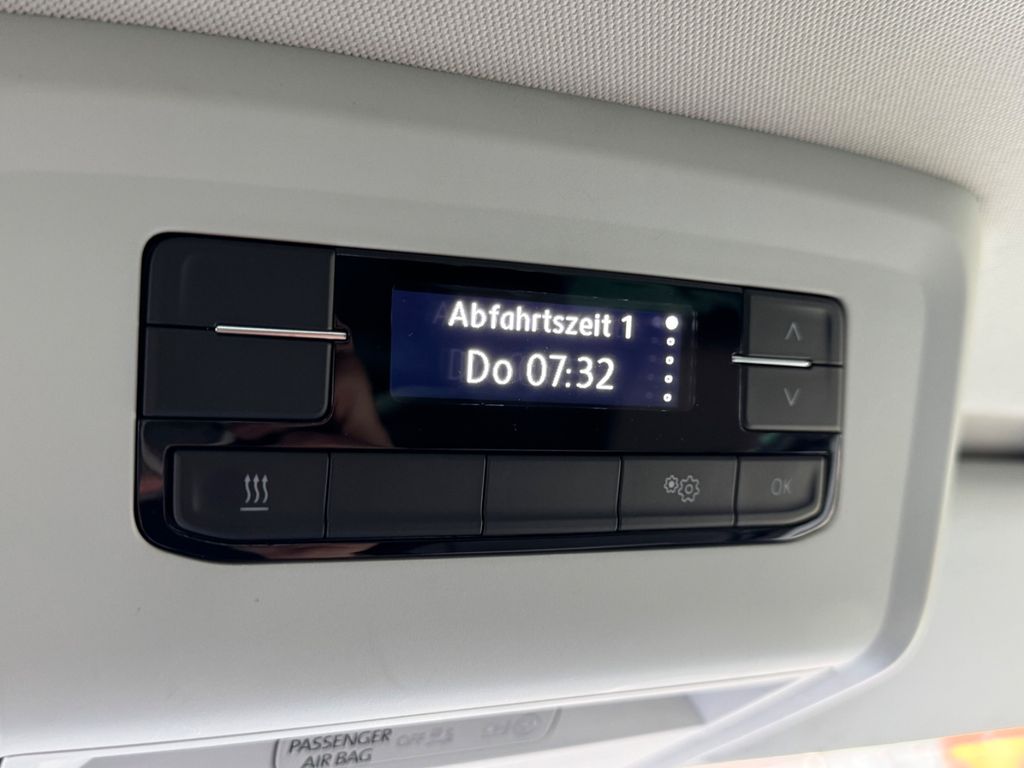 Abfahrtszeit 1
Do 07:32
OK
PASSENGER
AIR BAG
OFF